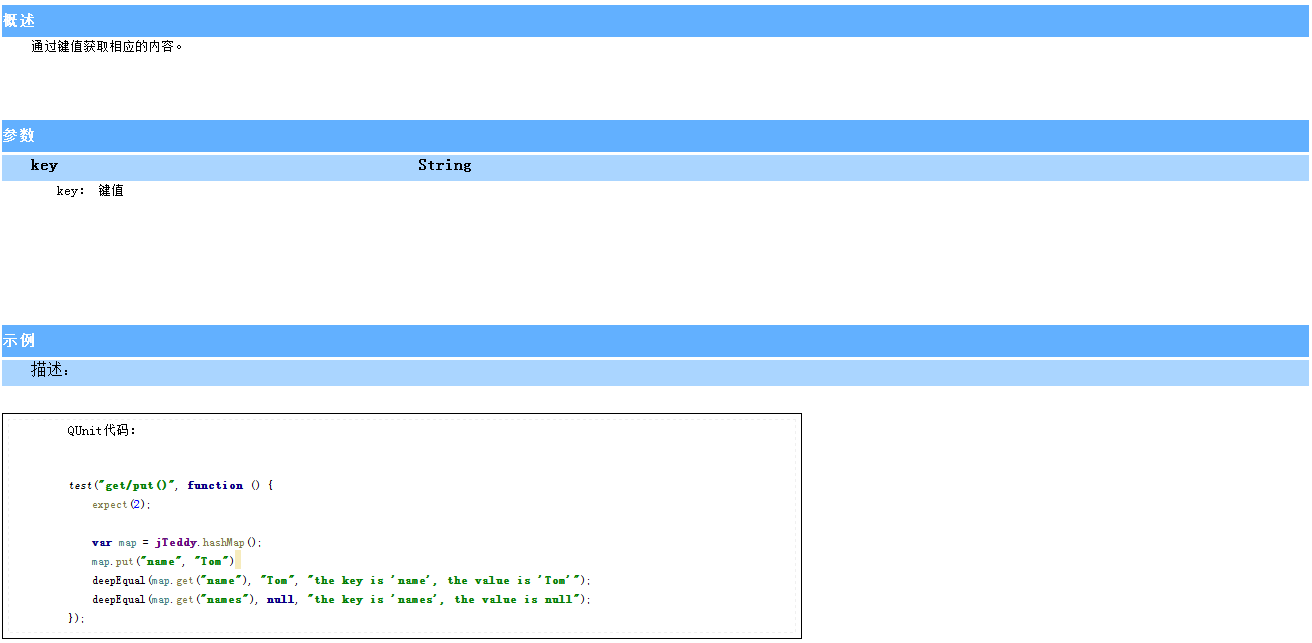 概述
通过键值获取相应的内容。
参数
key String
key： 键值
示例
描述：
QUnit代码：
test("get/put()", function () {
expect(2);
var map = jTeddy.hashMap();
map.put("name", "Tom")
deepEqual(map.get("name"), "Tom", "the key is 'name', the value is 'Tom'");
deepEqual(map.get("names"), null, "the key is 'names', the value is null");
});